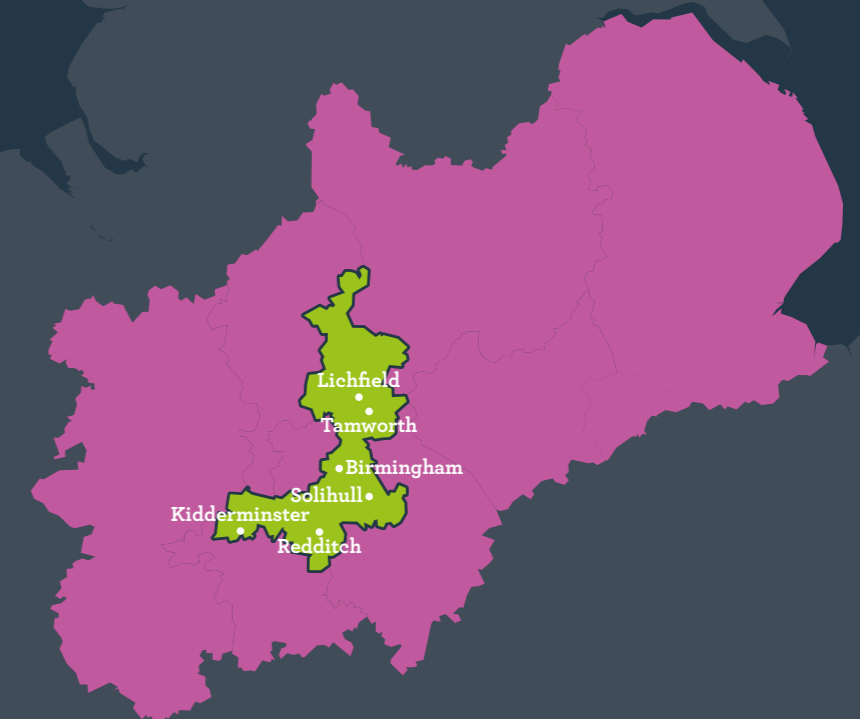 Lichfield
Tamworth
Birmingham
Solihull
Kidderminster
Redditch